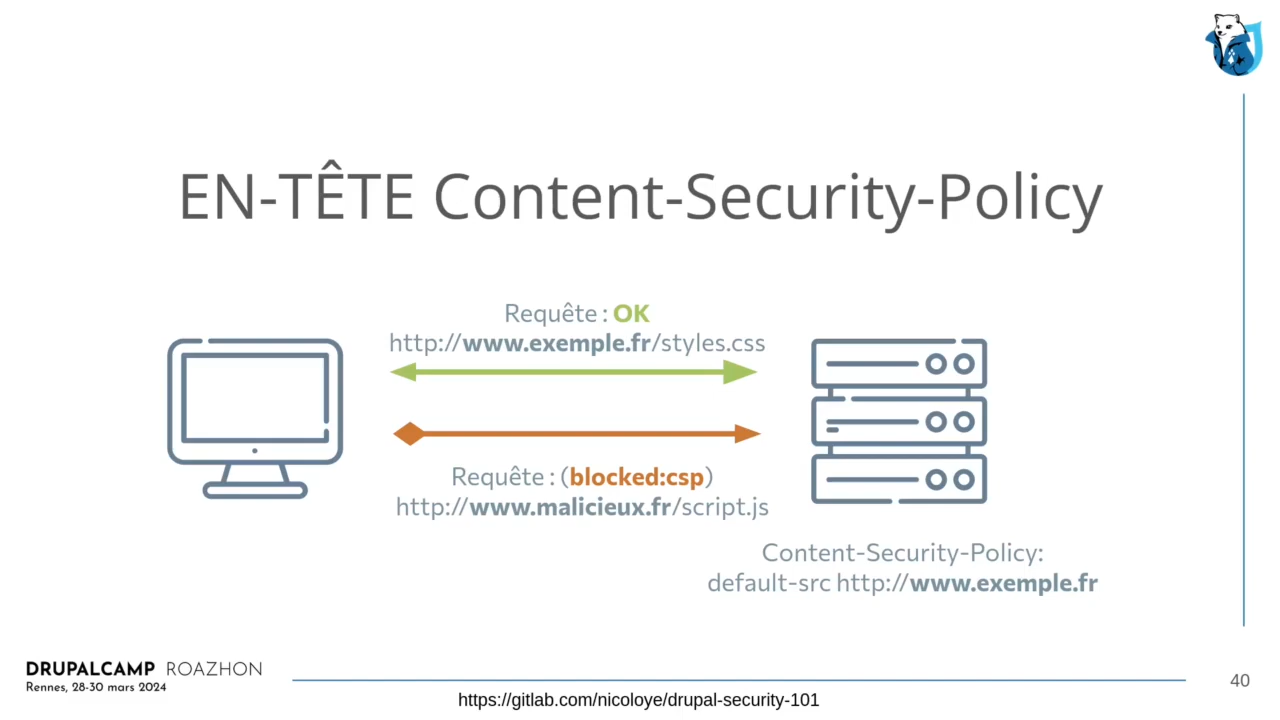 EN-TÊTE Content-Security-Policy
Requête : OK
http://www.exemple.fr/styles.css
Requête : (blocked:csp)
http://www.malicieux.fr/script.js
Content-Security-Policy:
default-src http://www.exemple.fr
DRUPALCAMP ROAZHON
Rennes, 28-30 mars 2024
https://gitlab.com/nicoloye/drupal-security-101
40